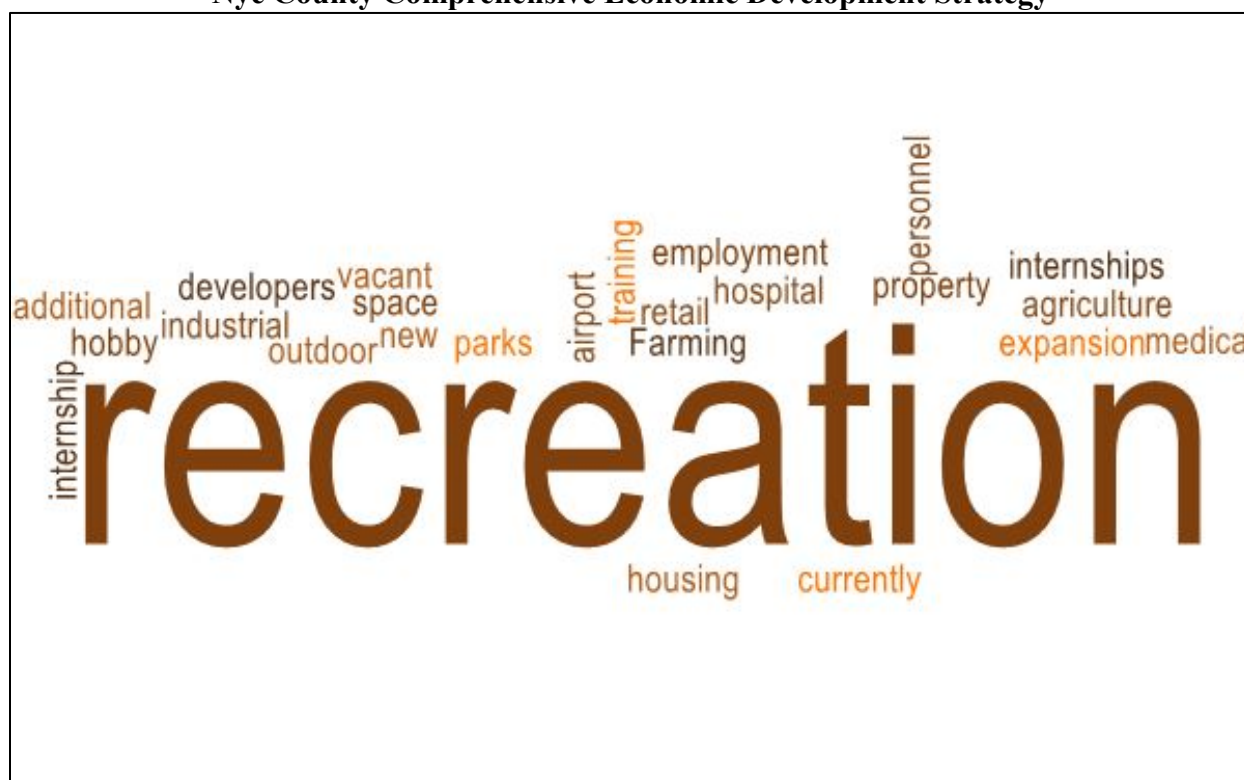 Nye County Comprehensive Economic Development Strategy
personnel
training
employment
internships
vacant
developers
hospital
property
additional
space
airport
retail
agriculture
industrial
new
hobby
outdoor
parks
Farming
expansion
medica
internship
recreation
housing
currently